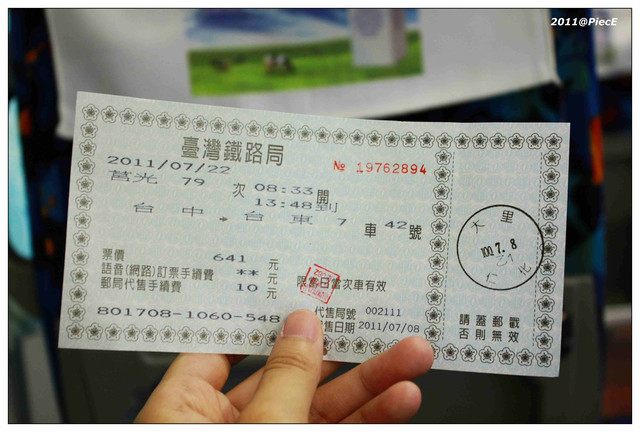 2011@PiecE
臺灣鐵路局
2011/07/22
№ 19762894
莒光 79 次 08:33開
13:48到
台中→台東 7 車 42 號
票價 641 元
語音(網路)訂票手續費 ** 元
限當日當次車有效
郵局代售手續費 10 元
代售局號 002111
801708-1060-548
售日期 2011/07/08
大里
100.7.8
請蓋郵戳
否則無效